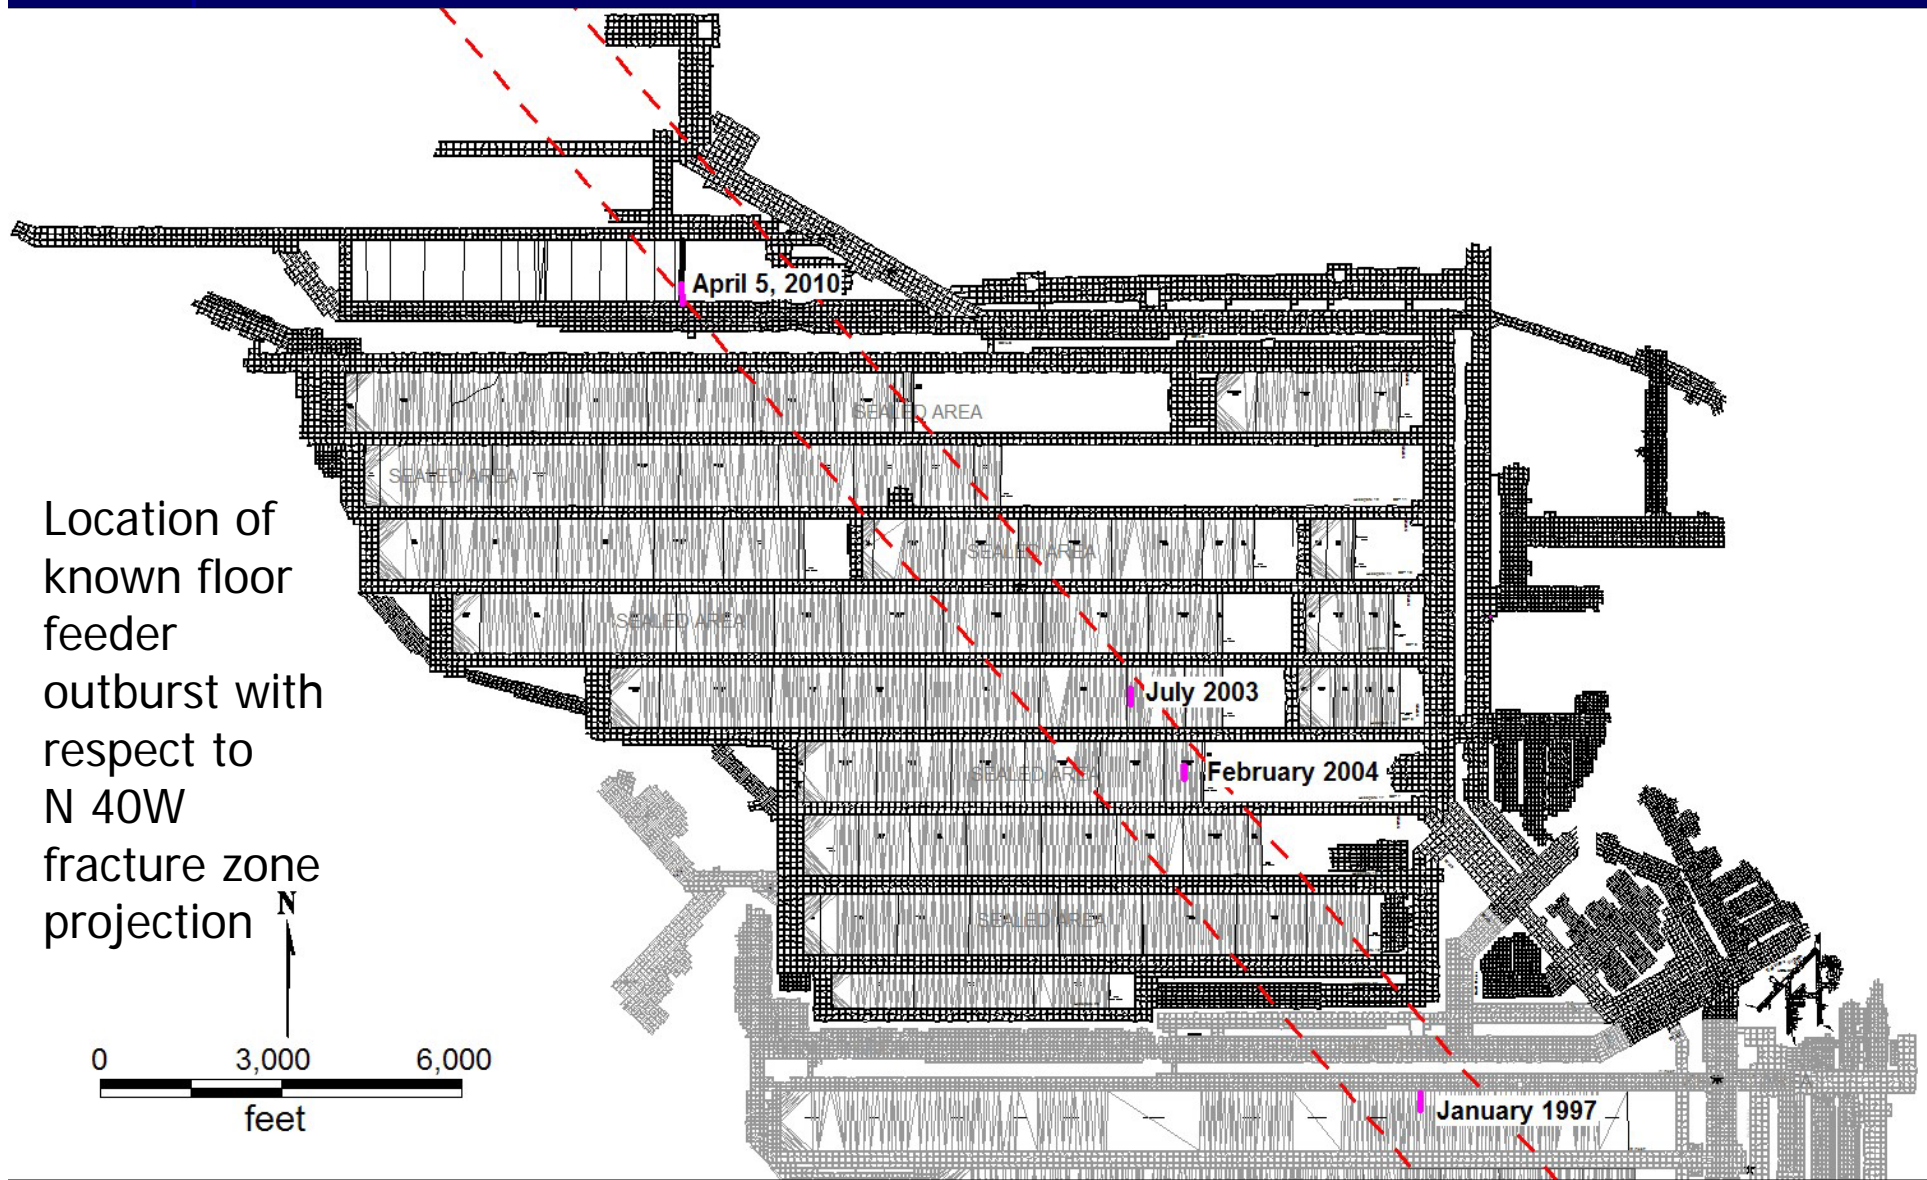 April 5, 2010
SEALED AREA
SEALED AREA
Location of
known floor
feeder
outburst with
respect to
N 40W
fracture zone
projection
SEALED AREA
SEALED AREA
July 2003
SEALED AREA
February 2004
SEALED AREA
N
0 3,000 6,000
feet
January 1997